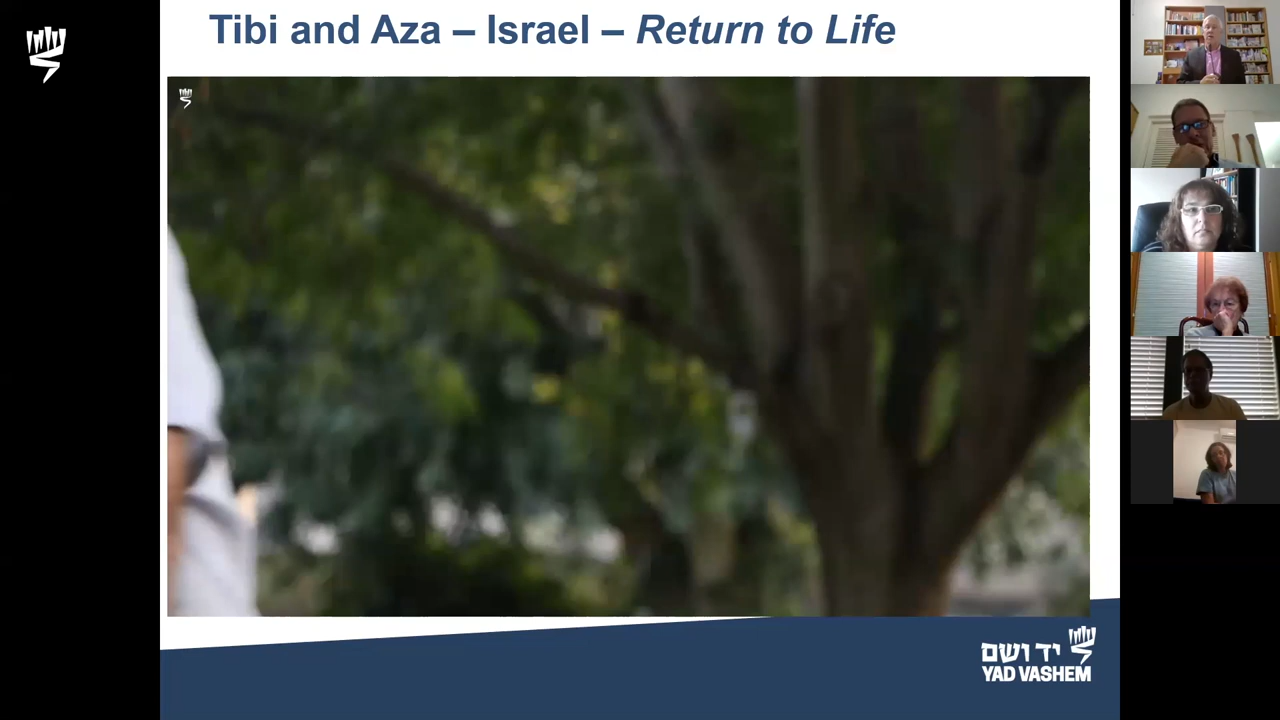 Tibi and Aza – Israel – Return to Life
יד ושם
YAD VASHEM